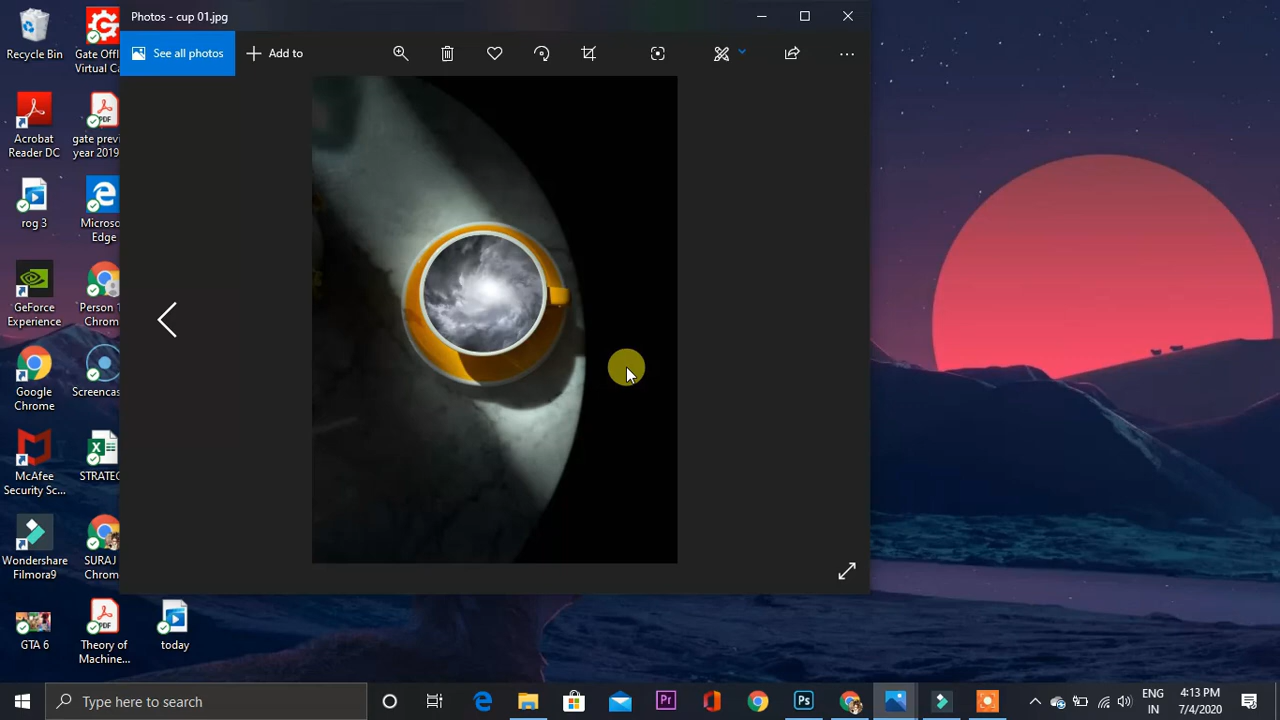 Photos - cup 01.jpg
See all photos
Add to
Recycle Bin
Gate Offl...
Virtual Ca
Acrobat
Reader DC
gate previ
year 2019
rog 3
Micros
Edge
GeForce
Experience
Person 1
Chrom
Google
Chrome
Screencas
McAfee
Security Sc...
STRATEG
Wondershare
Filmora9
SURAJ
Chrom
GTA 6
Theory of
Machine...
today
Type here to search
ENG
IN
4:13 PM
7/4/2020